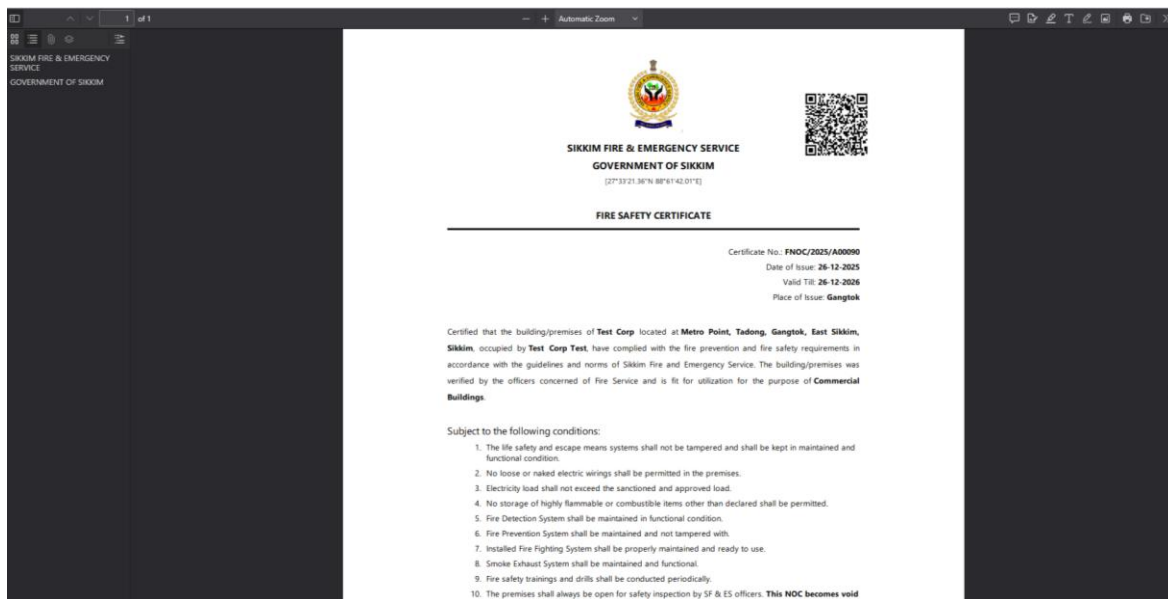 1 of 1
Automatic Zoom
SIKKIM FIRE & EMERGENCY
SERVICE
GOVERNMENT OF SIKKIM
SIKKIM FIRE & EMERGENCY SERVICE
GOVERNMENT OF SIKKIM
[27°33'21.36"N 88°61'42.01"E]
FIRE SAFETY CERTIFICATE
Certificate No.: FNOC/2025/A00090
Date of Issue: 26-12-2025
Valid Till: 26-12-2026
Place of Issue: Gangtok
Certified that the building/premises of Test Corp located at Metro Point, Tadong, Gangtok, East Sikkim,
Sikkim, occupied by Test Corp Test, have complied with the fire prevention and fire safety requirements in
accordance with the guidelines and norms of Sikkim Fire and Emergency Service. The building/premises was
verified by the officers concerned of Fire Service and is fit for utilization for the purpose of Commercial
Buildings.
Subject to the following conditions:
1. The life safety and escape means systems shall not be tampered and shall be kept in maintained and
functional condition.
2. No loose or naked electric wirings shall be permitted in the premises.
3. Electricity load shall not exceed the sanctioned and approved load.
4. No storage of highly flammable or combustible items other than declared shall be permitted.
5. Fire Detection System shall be maintained in functional condition.
6. Fire Prevention System shall be maintained and not tampered with.
7. Installed Fire Fighting System shall be properly maintained and ready to use.
8. Smoke Exhaust System shall be maintained and functional.
9. Fire safety trainings and drills shall be conducted periodically.
10. The premises shall always be open for safety inspection by SF & ES officers. This NOC becomes void